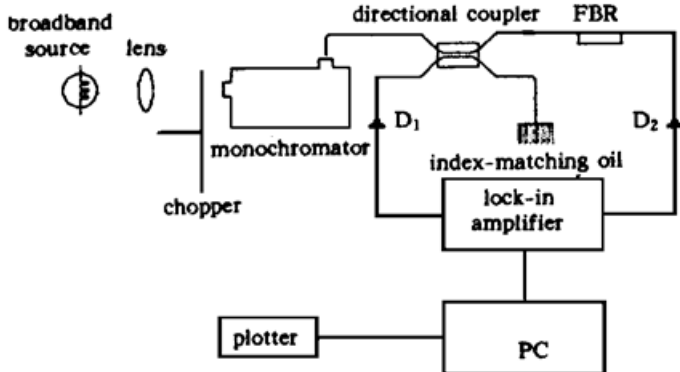 broadband
source
lens
directional coupler
FBR
D₁
D₂
monochromator
index-matching oil
chopper
lock-in
amplifier
plotter
PC